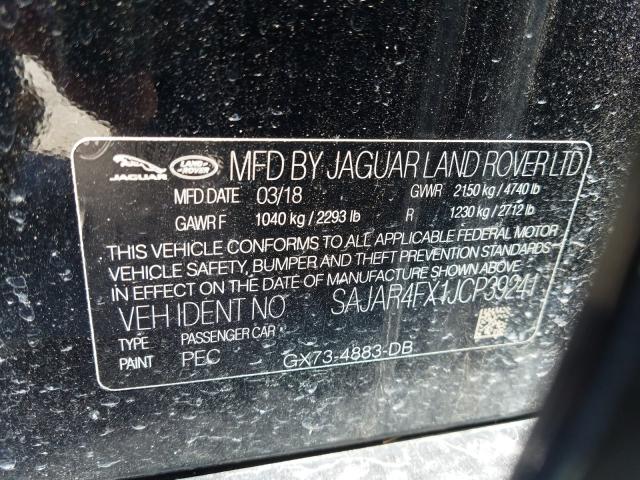 JAGUAR LAND ROVER MFD BY JAGUAR LAND ROVER LTD
MFD.DATE 03/18 GVWR 2150 kg / 4740 lb
GAWR F 1040 kg / 2293 lb R 1230 kg / 2712 lb
THIS VEHICLE CONFORMS TO ALL APPLICABLE FEDERAL MOTOR
VEHICLE SAFETY, BUMPER AND THEFT PREVENTION STANDARDS
IN EFFECT ON THE DATE OF MANUFACTURE SHOWN ABOVE.
VEH IDENT NO SAJAR4FX1JCP39241
TYPE PASSENGER CAR
PAINT PEC GX73-4883-DB